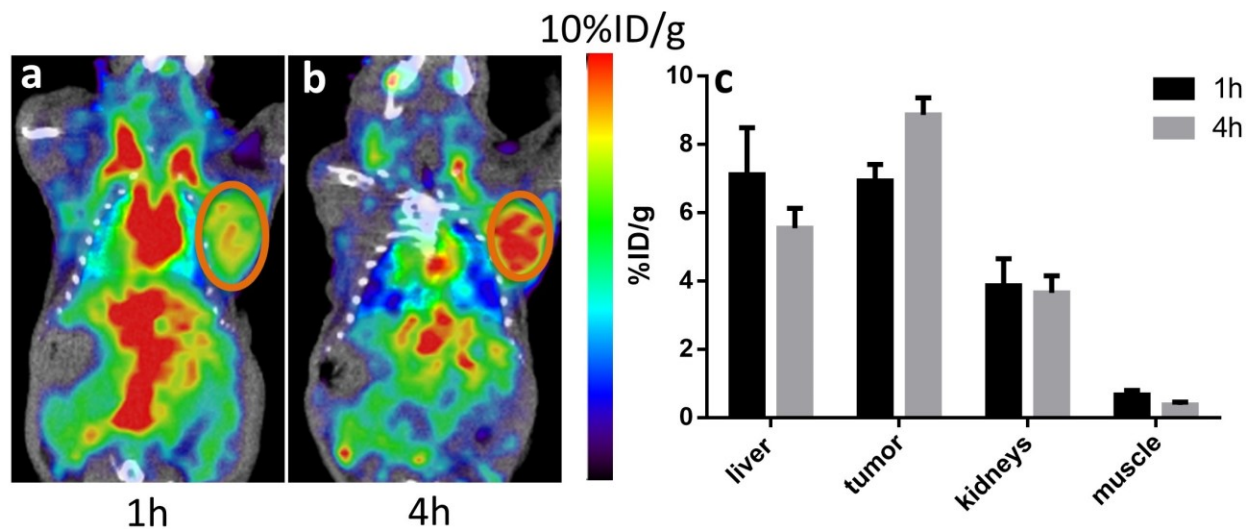 10%ID/g
a
b
1h
4h
c
1h
4h
%ID/g
10
8
6
4
2
0
liver
tumor
kidneys
muscle